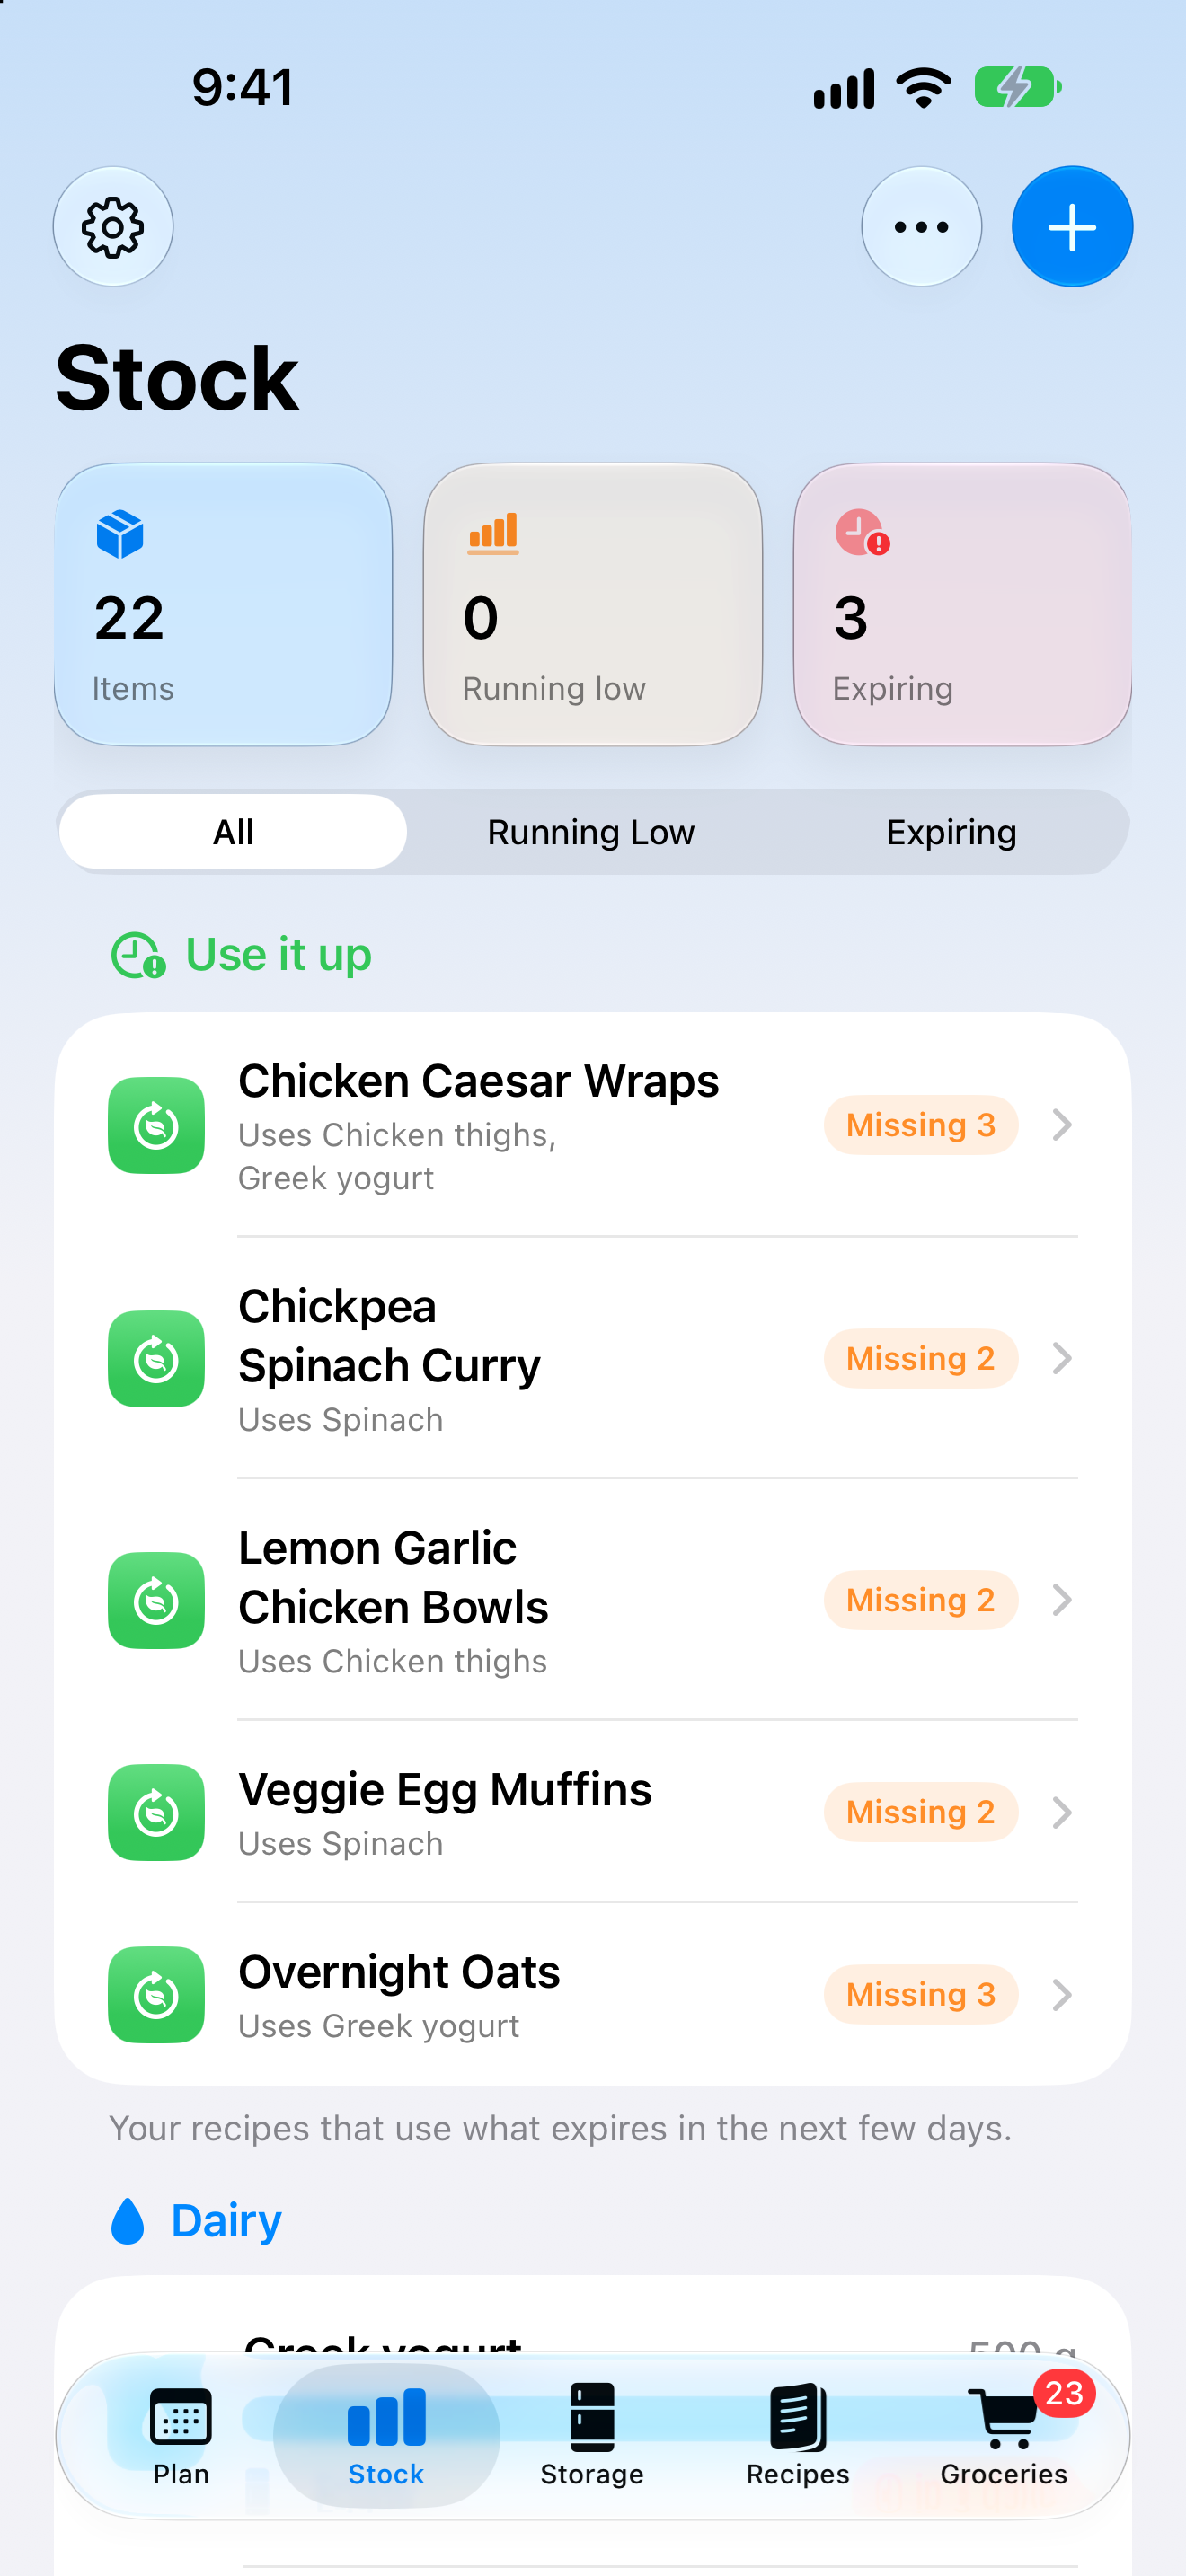 9:41
Stock
22
Items
0
Running low
3
Expiring
All
Running Low
Expiring
Use it up
Chicken Caesar Wraps
Uses Chicken thighs,
Greek yogurt
Missing 3
Chickpea
Spinach Curry
Uses Spinach
Missing 2
Lemon Garlic
Chicken Bowls
Uses Chicken thighs
Missing 2
Veggie Egg Muffins
Uses Spinach
Missing 2
Overnight Oats
Uses Greek yogurt
Missing 3
Your recipes that use what expires in the next few days.
Dairy
Greek yogurt
500 g
23
Plan
Stock
Storage
Recipes
Groceries